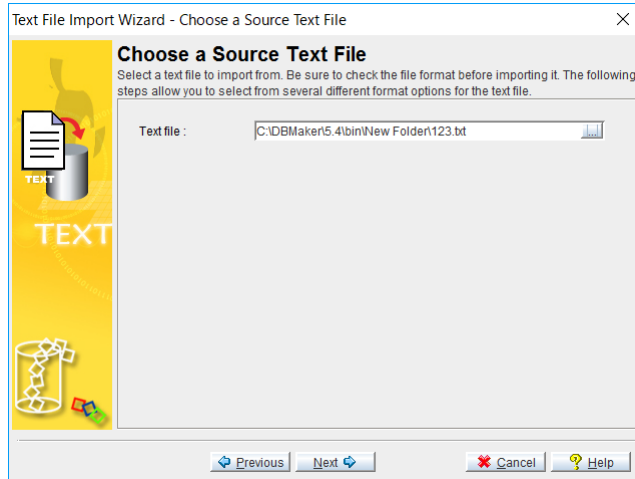 Text File Import Wizard - Choose a Source Text File
Choose a Source Text File
Select a text file to import from. Be sure to check the file format before importing it. The following
steps allow you to select from several different format options for the text file.
Text file :
C:\DBMaker\5.4\bin\New Folder\123.txt
...
TEXT
TEXT
Previous
Next
Cancel
Help